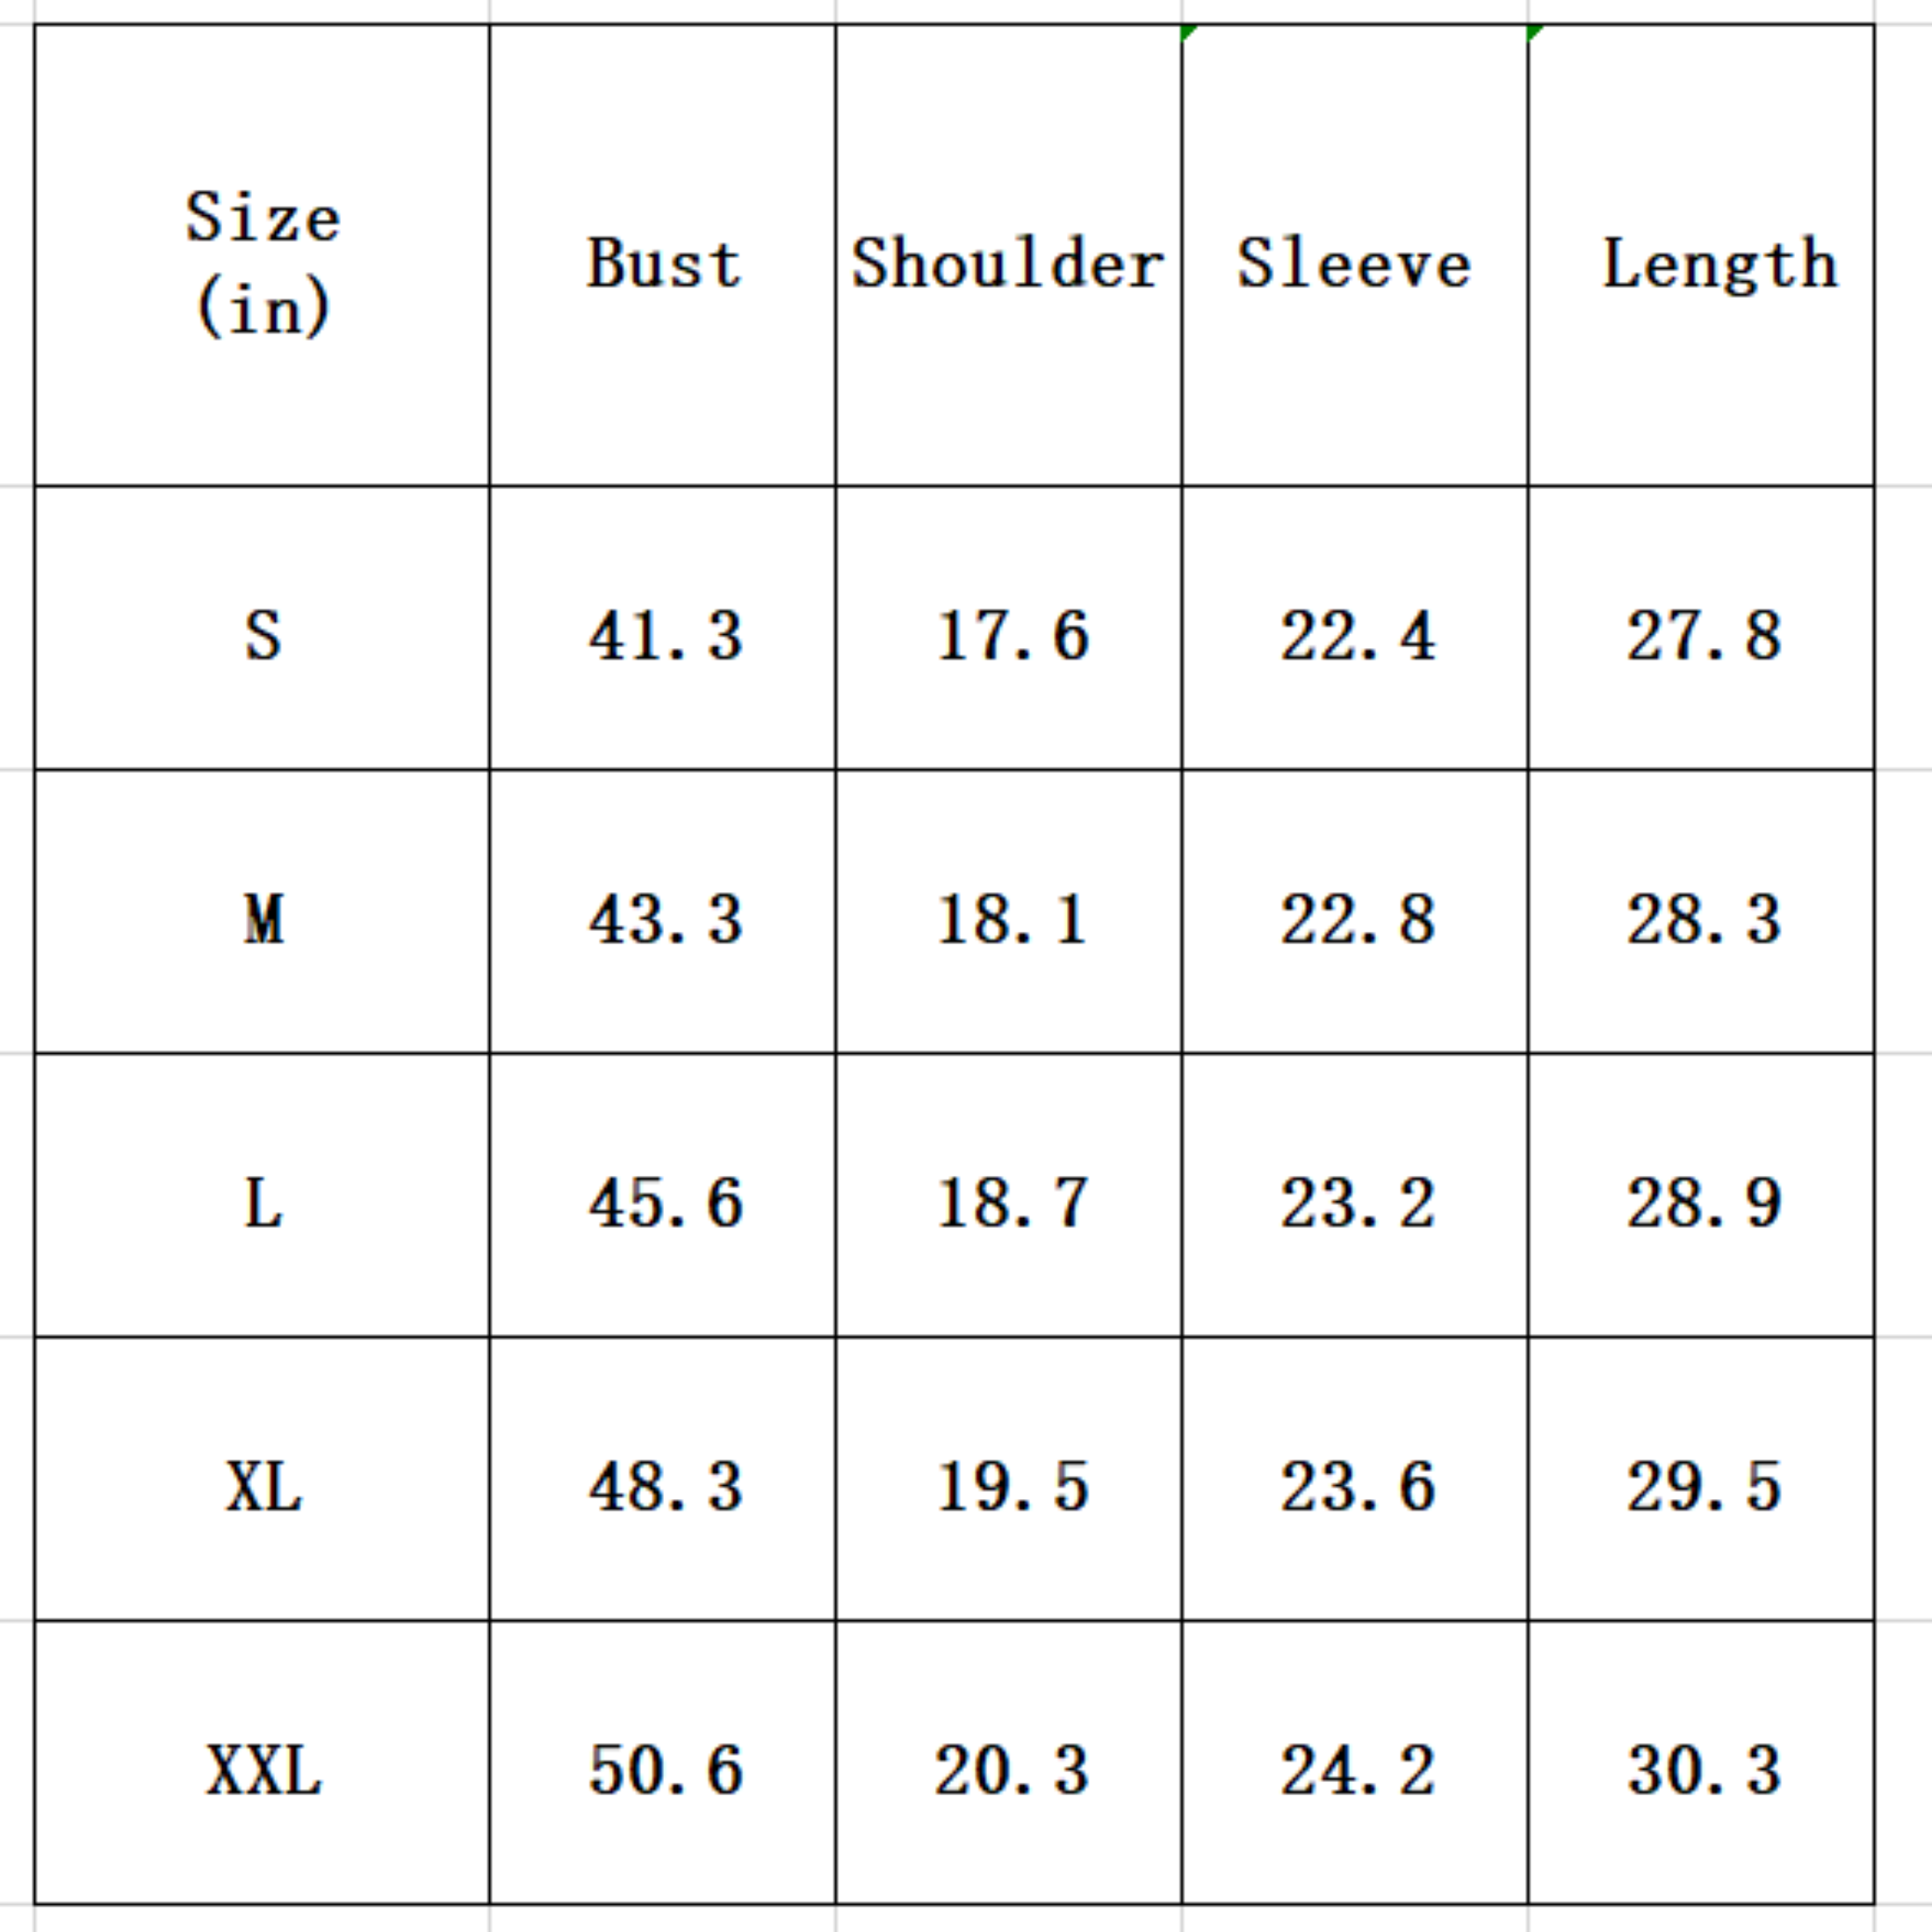 Size
(in) Bust Shoulder Sleeve Length
S 41.3 17.6 22.4 27.8
M 43.3 18.1 22.8 28.3
L 45.6 18.7 23.2 28.9
XL 48.3 19.5 23.6 29.5
XXL 50.6 20.3 24.2 30.3